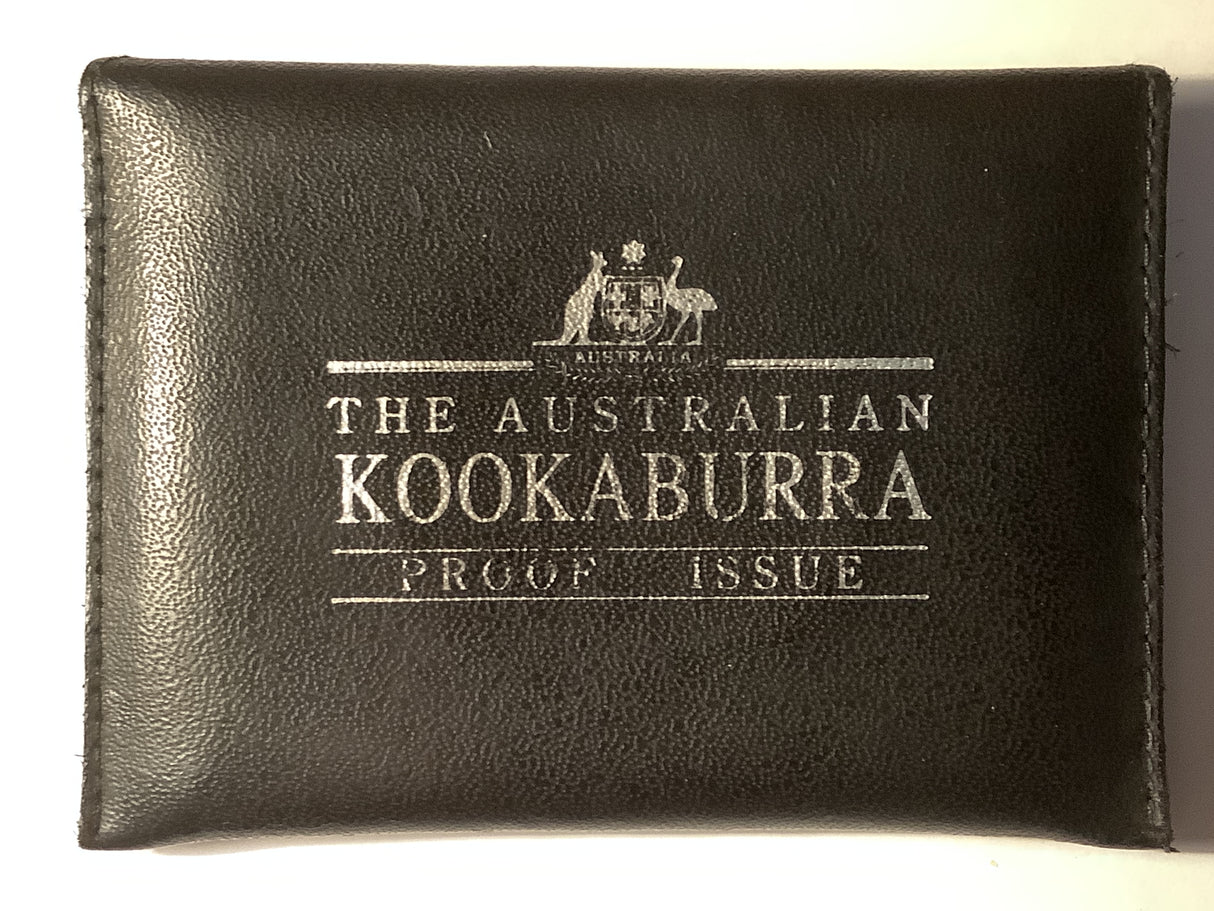 AUSTRALIA
THE AUSTRALIAN
KOOKABURRA
PROOF ISSUE